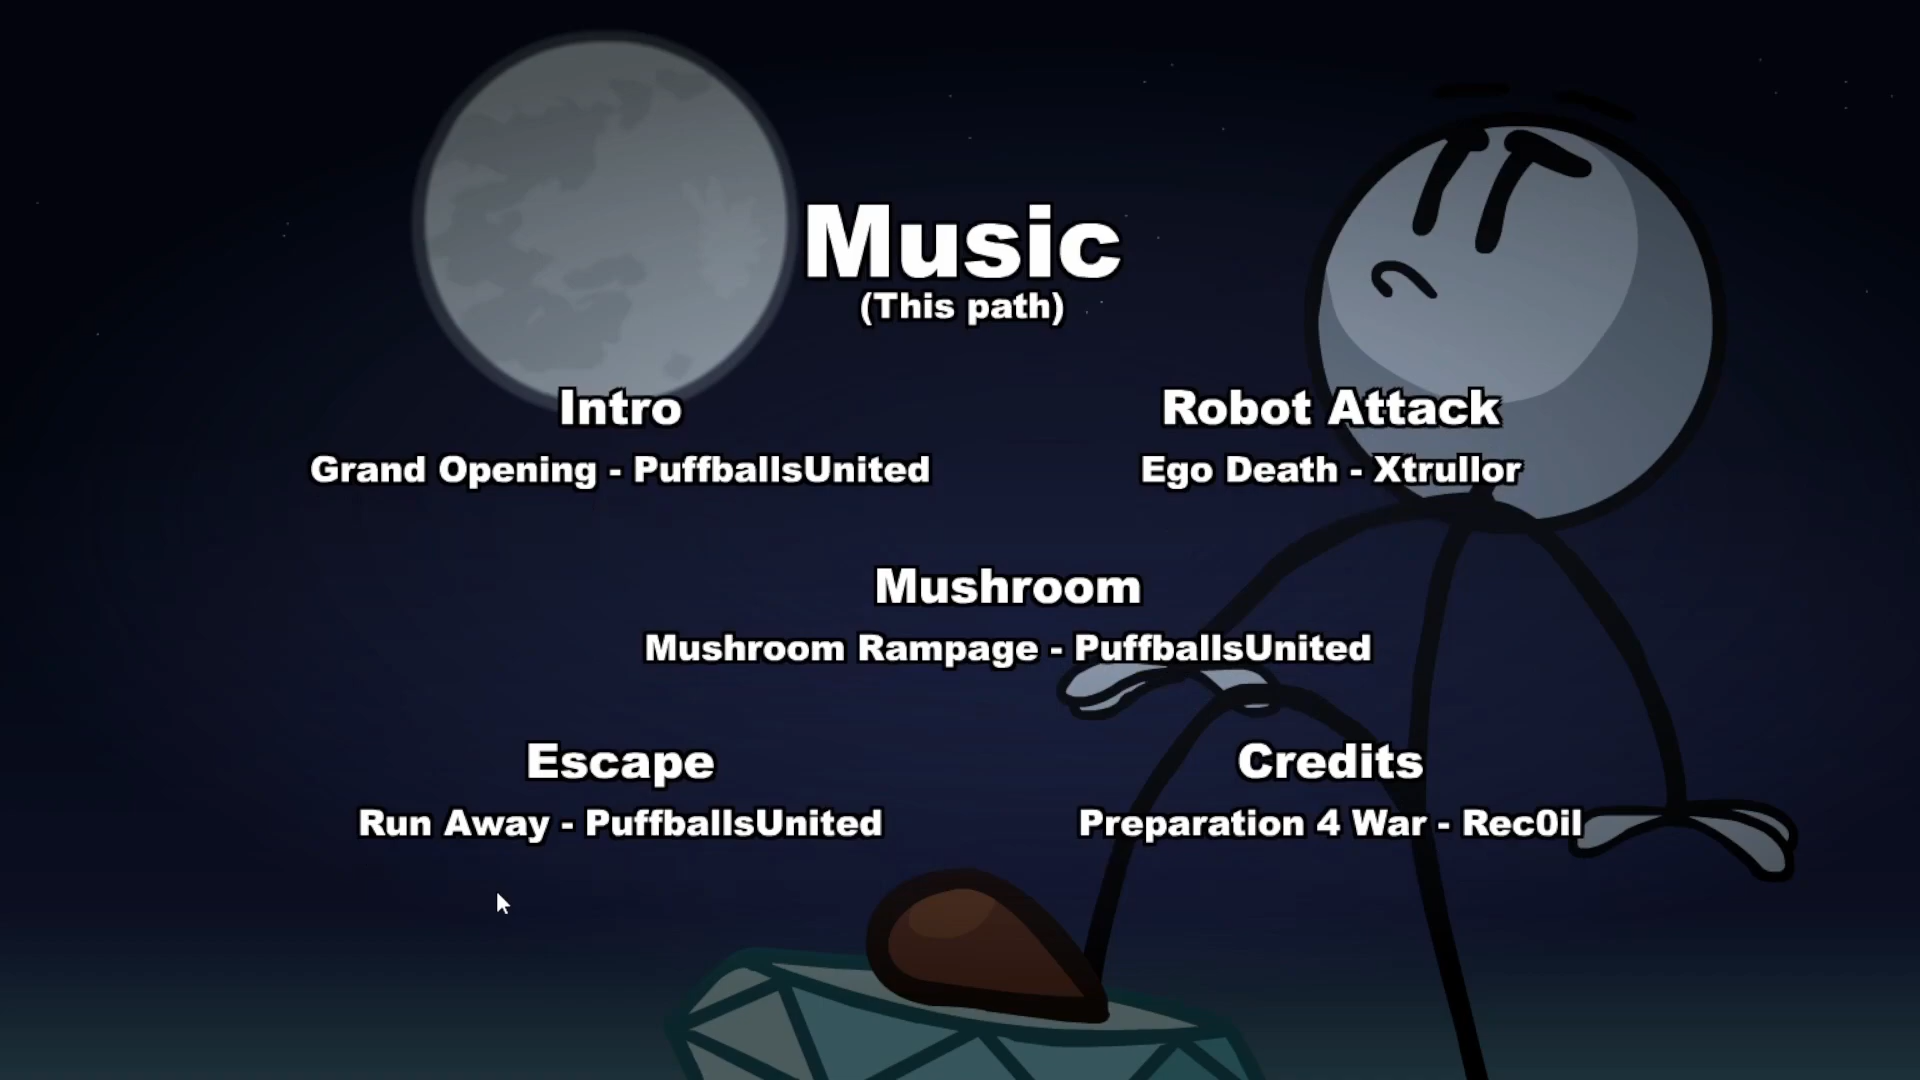 Music
(This path)
Intro
Grand Opening - PuffballsUnited
Robot Attack
Ego Death - Xtrullor
Mushroom
Mushroom Rampage - PuffballsUnited
Escape
Run Away - PuffballsUnited
Credits
Preparation 4 War - Rec0il